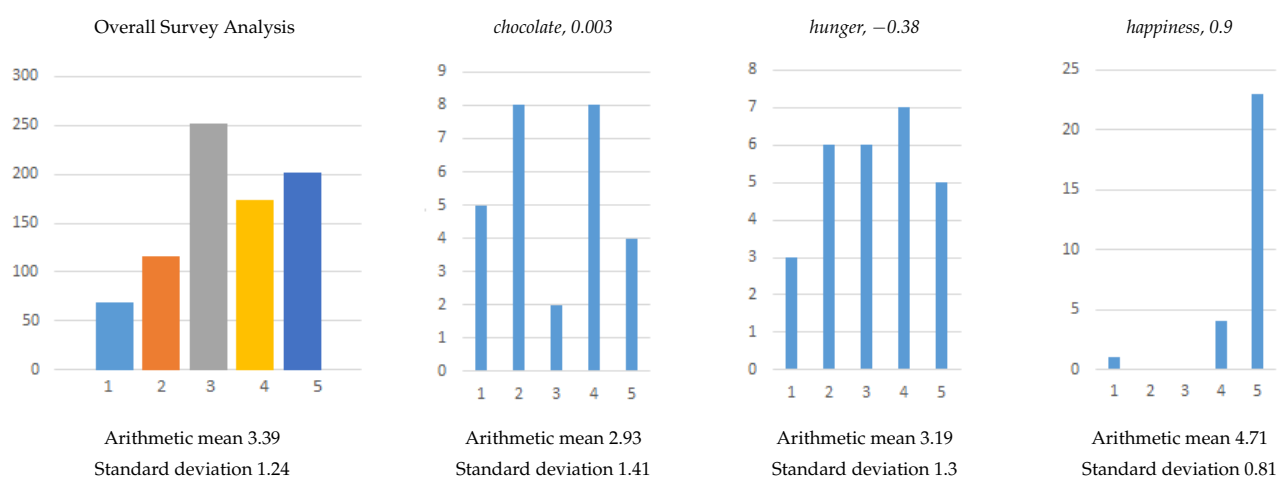 Overall Survey Analysis
300
250
200
150
100
50
0
1 2 3 4 5
Arithmetic mean 3.39
Standard deviation 1.24
chocolate, 0.003
9
8
7
6
5
4
3
2
1
0
1 2 3 4 5
Arithmetic mean 2.93
Standard deviation 1.41
hunger, −0.38
8
7
6
5
4
3
2
1
0
1 2 3 4 5
Arithmetic mean 3.19
Standard deviation 1.3
happiness, 0.9
25
20
15
10
5
0
1 2 3 4 5
Arithmetic mean 4.71
Standard deviation 0.81